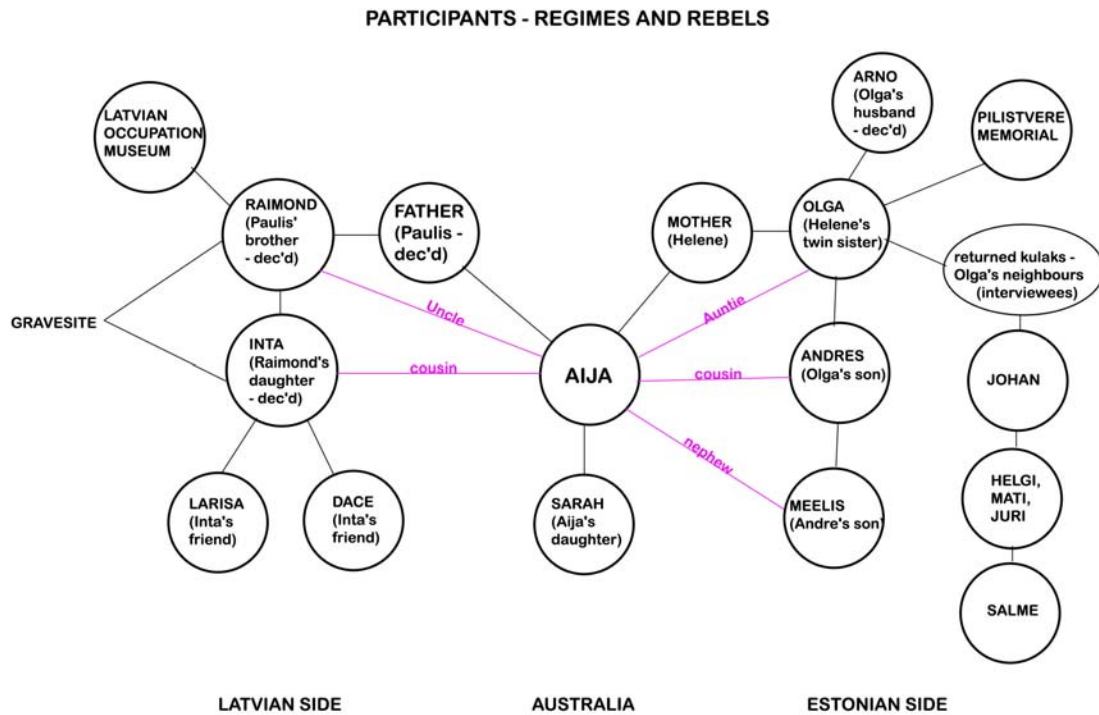 PARTICIPANTS - REGIMES AND REBELS
LATVIAN
OCCUPATION
MUSEUM
RAIMOND
(Paulis'
brother
- dec'd)
FATHER
(Paulis -
dec'd)
MOTHER
(Helene)
ARNO
(Olga's
husband
- dec'd)
OLGA
(Helene's
twin sister)
PILISTVERE
MEMORIAL
returned kulaks -
Olga's neighbours
(interviewees)
Uncle
Auntie
GRAVESITE
INTA
(Raimond's
daughter
- dec'd)
cousin
AIJA
cousin
ANDRES
(Olga's son)
JOHAN
nephew
LARISA
(Inta's
friend)
DACE
(Inta's
friend)
SARAH
(Aija's
daughter)
MEELIS
(Andre's son)
HELGI,
MATI,
JURI
SALME
LATVIAN SIDE
AUSTRALIA
ESTONIAN SIDE